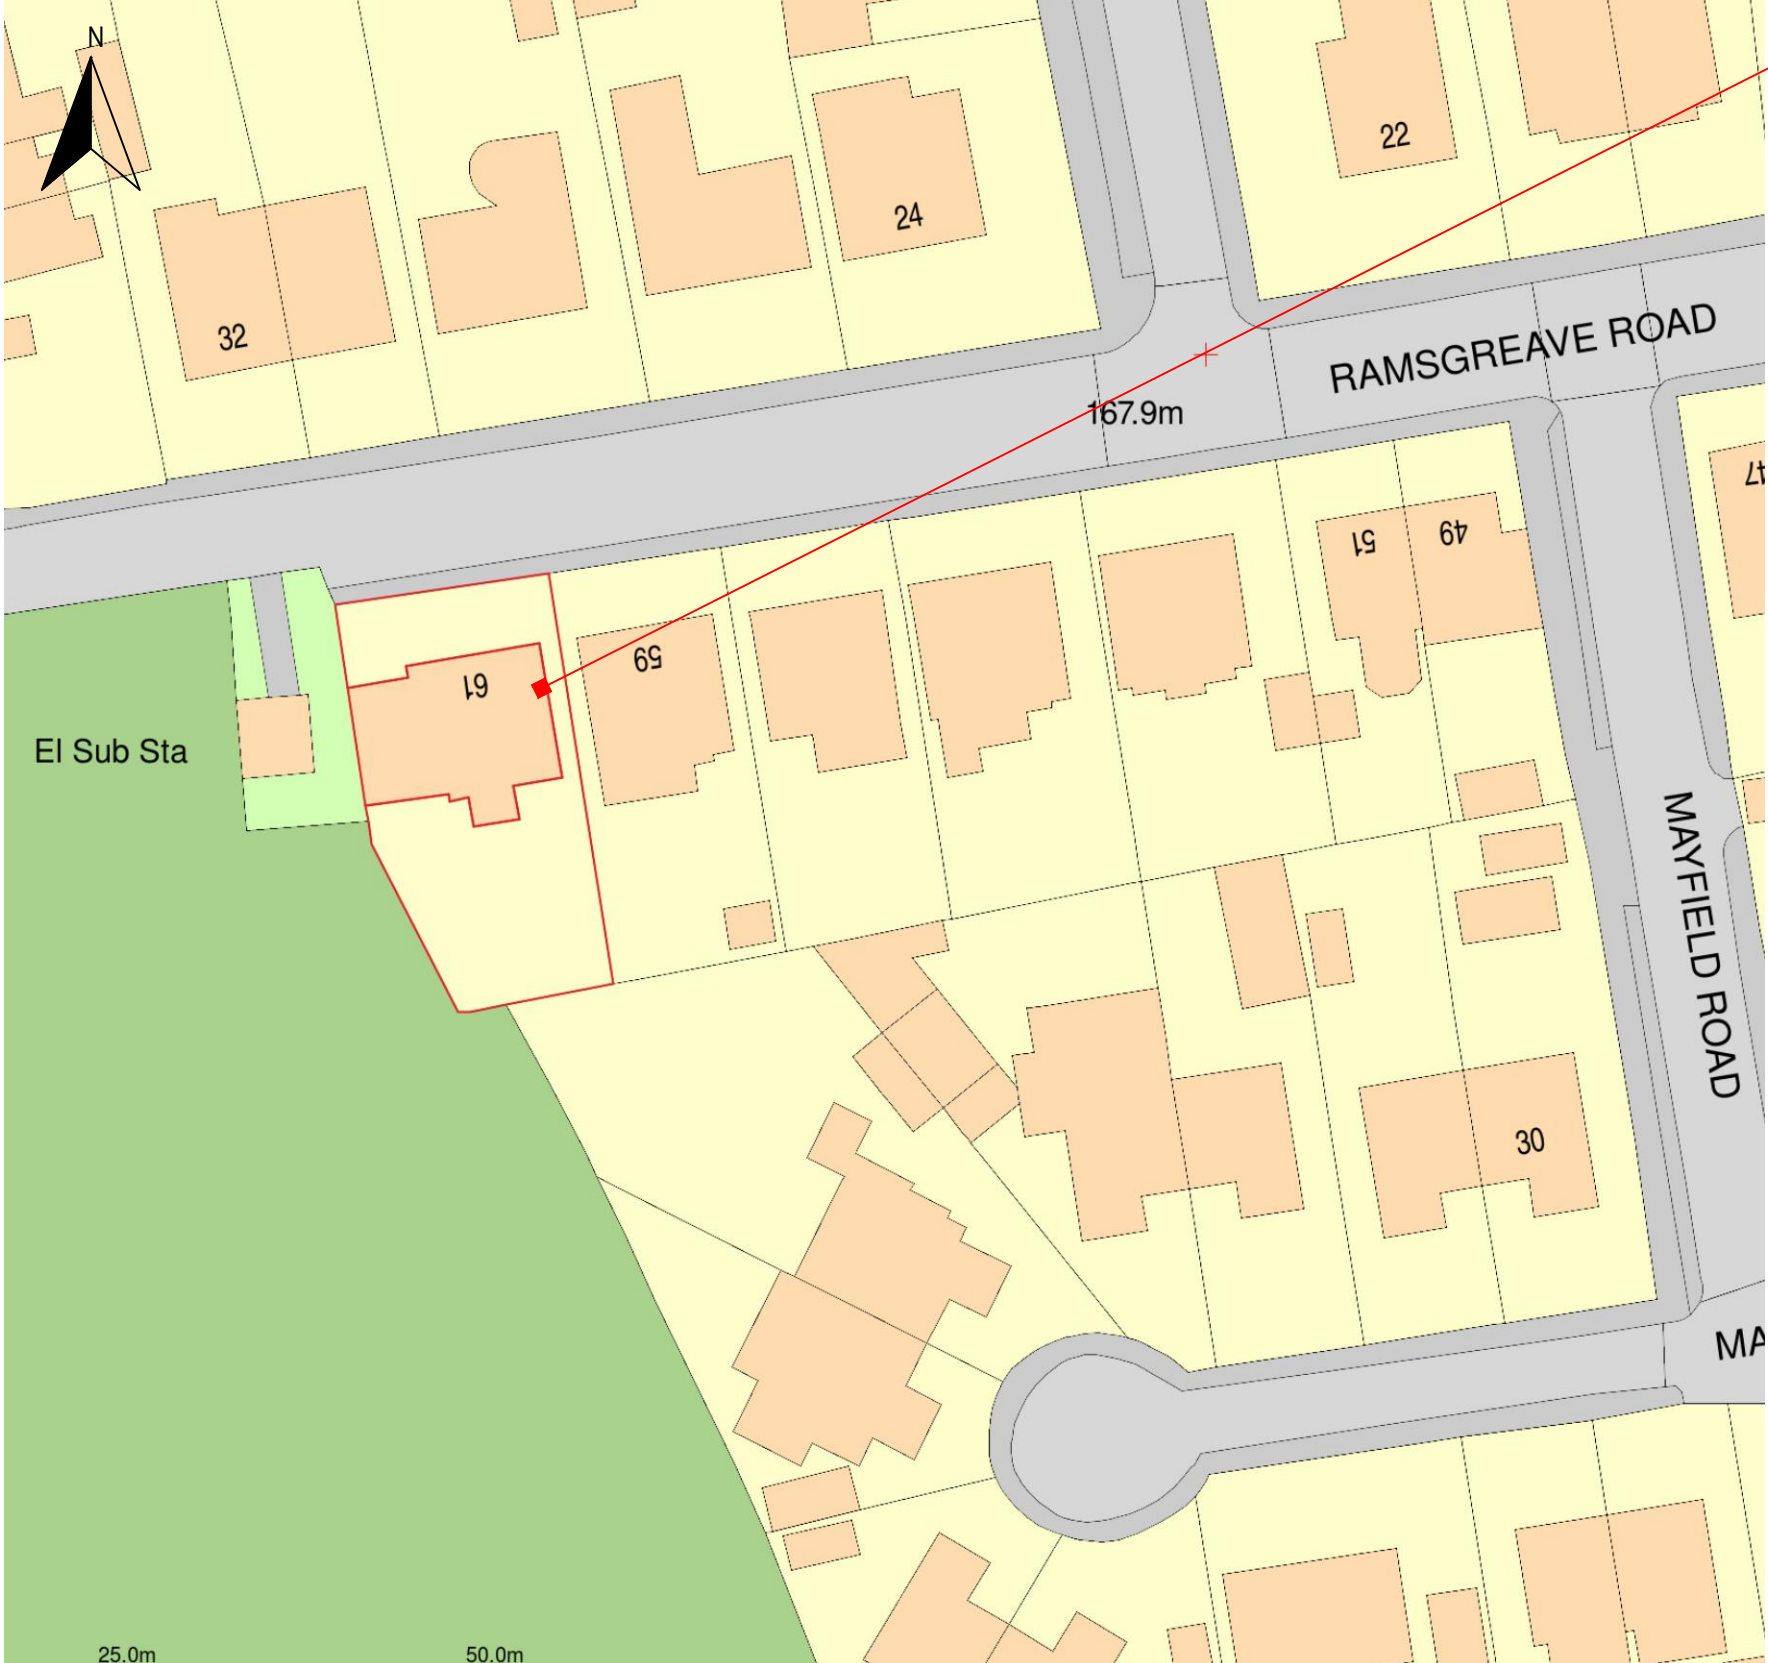 N
22
24
32
RAMSGREAVE ROAD
167.9m
47
51
49
59
61
El Sub Sta
MAYFIELD ROAD
30
MA
25.0m
50.0m